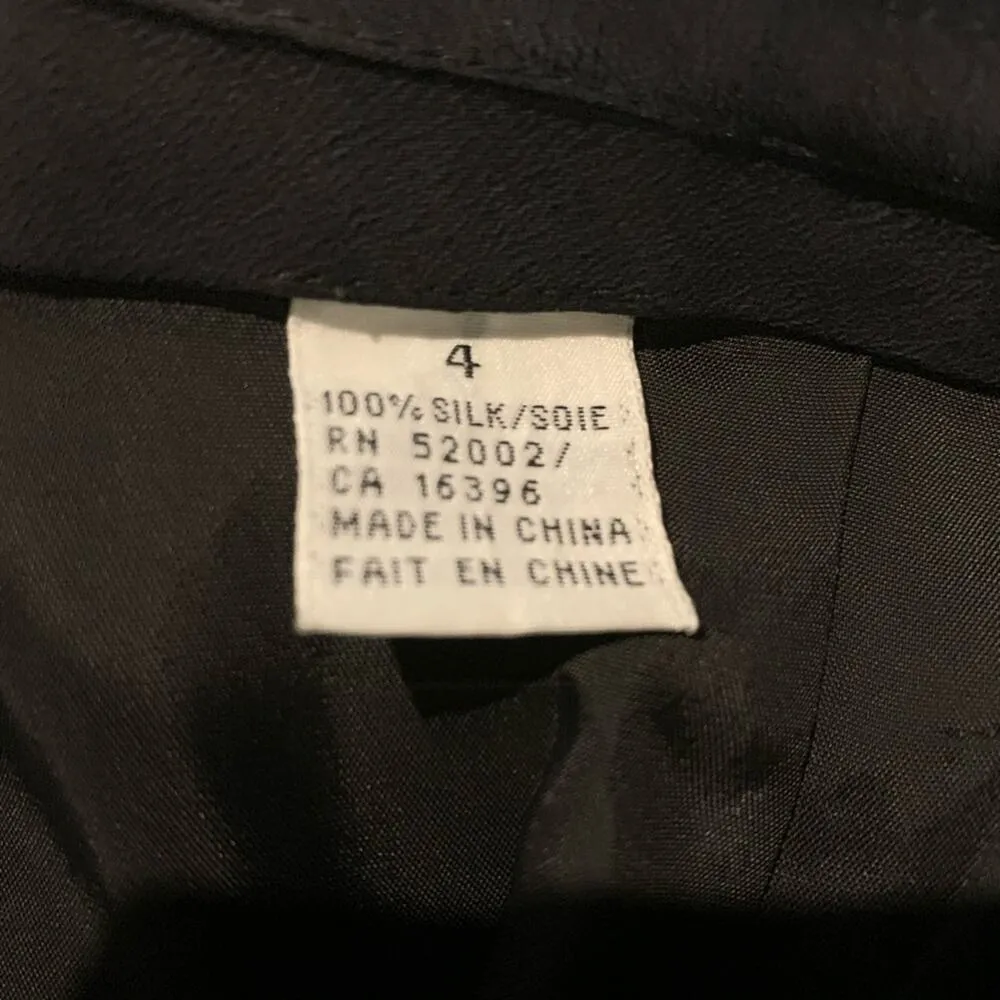 4
100% SILK/SOIE
RN 52002/
CA 16396
MADE IN CHINA
FAIT EN CHINE